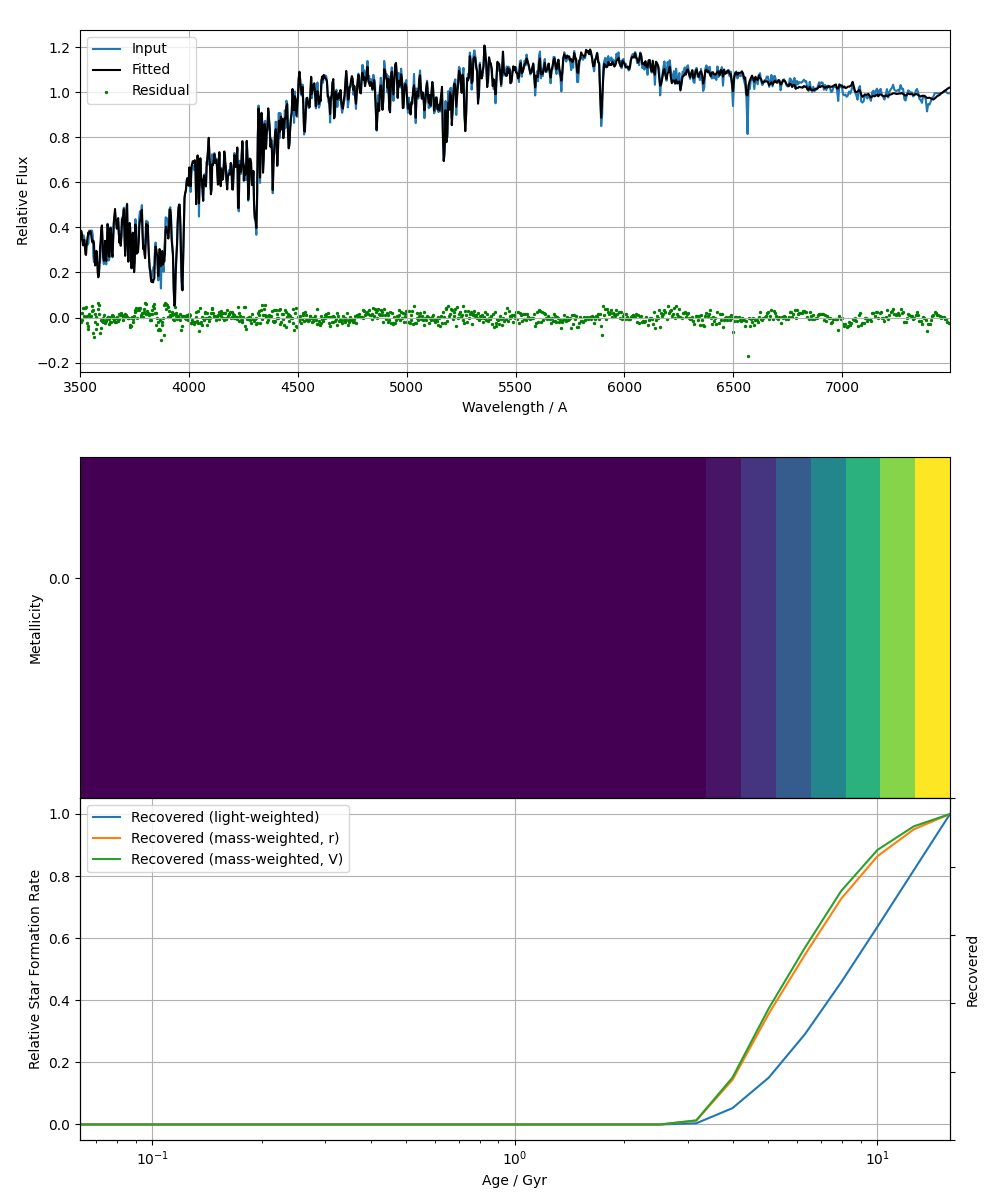 Input
Fitted
Residual
Relative Flux
1.2
1.0
0.8
0.6
0.4
0.2
0.0
−0.2
3500 4000 4500 5000 5500 6000 6500 7000
Wavelength / A
Metallicity
0.0
Recovered (light-weighted)
Recovered (mass-weighted, r)
Recovered (mass-weighted, V)
Relative Star Formation Rate
1.0
0.8
0.6
0.4
0.2
0.0
Recovered
10⁻¹ 10⁰ 10¹
Age / Gyr